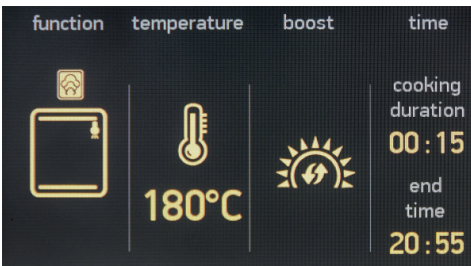 function temperature boost time
cooking
duration
00:15
180°C
end
time
20:55